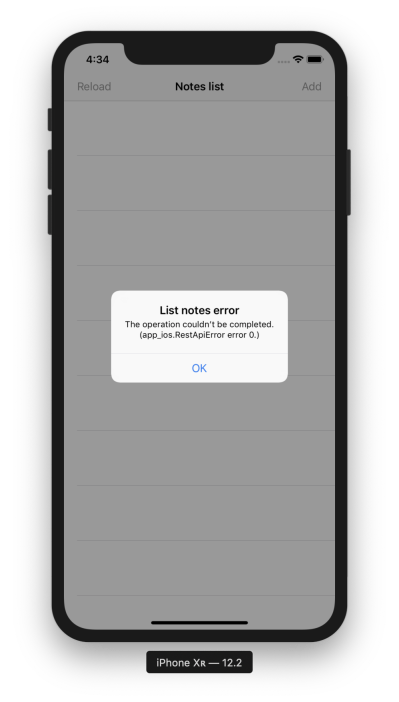 4:34
Reload Notes list Add
List notes error
The operation couldn't be completed.
(app_ios.RestApiError error 0.)
OK
iPhone Xʀ — 12.2